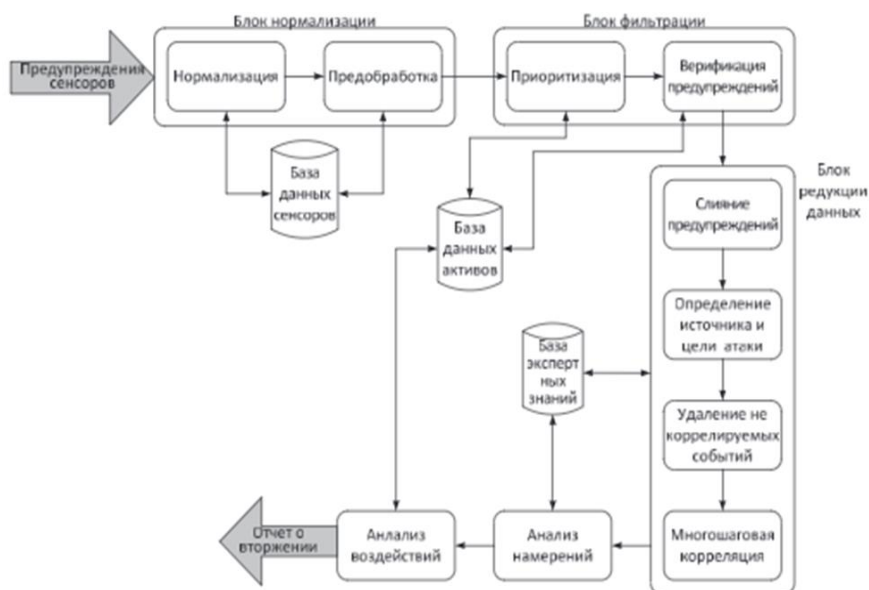 Блок нормализации
Блок фильтрации
Предупреждения
сенсоров
Нормализация
Предобработка
Приоритизация
Верификация
предупреждений
База
данных
сенсоров
База
данных
активов
Блок
редукции
данных
Слияние
предупреждений
Определение
источника и
цели атаки
База
эксперт
ных
знаний
Удаление не
коррелируемых
событий
Многошаговая
корреляция
Анализ
намерений
Анлализ
воздействий
Отчет о
вторжении